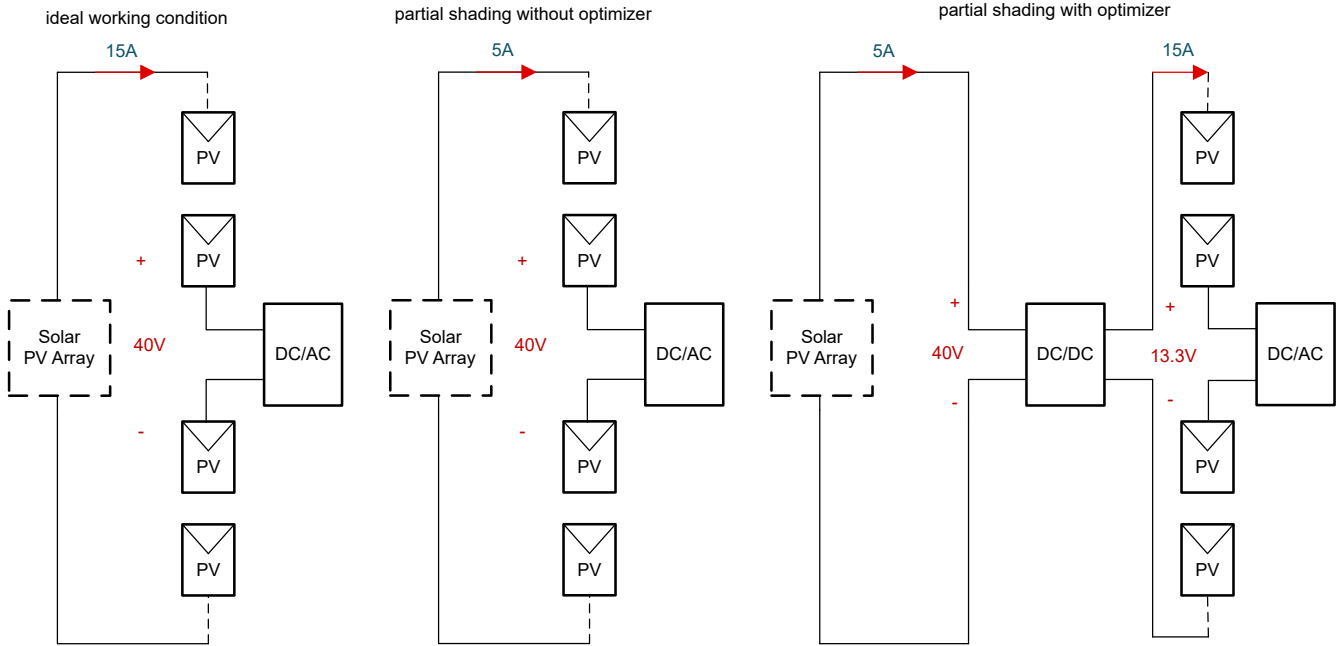 ideal working condition
15A
PV
PV
+
Solar
PV Array
40V
DC/AC
-
PV
PV
partial shading without optimizer
5A
PV
PV
+
Solar
PV Array
40V
DC/AC
-
PV
PV
partial shading with optimizer
5A
15A
PV
PV
+
+
Solar
PV Array
40V
DC/DC
13.3V
DC/AC
-
-
PV
PV